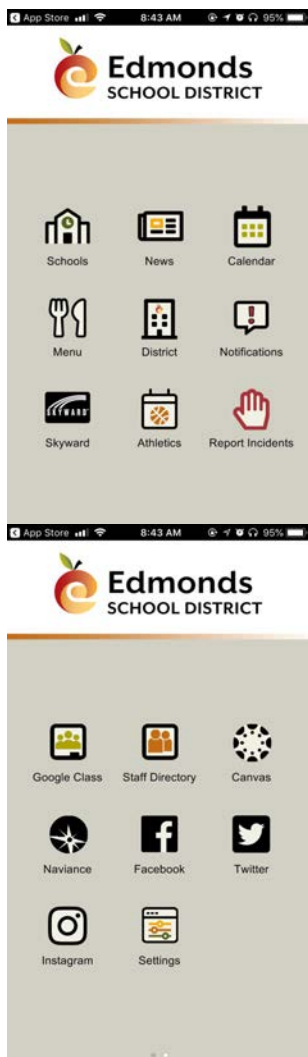 App Store 8:43 AM 95%
Edmonds
SCHOOL DISTRICT
Schools News Calendar
Menu District Notifications
SKYWARD
Skyward Athletics Report Incidents
App Store 8:43 AM 95%
Edmonds
SCHOOL DISTRICT
Google Class Staff Directory Canvas
Naviance Facebook Twitter
Instagram Settings